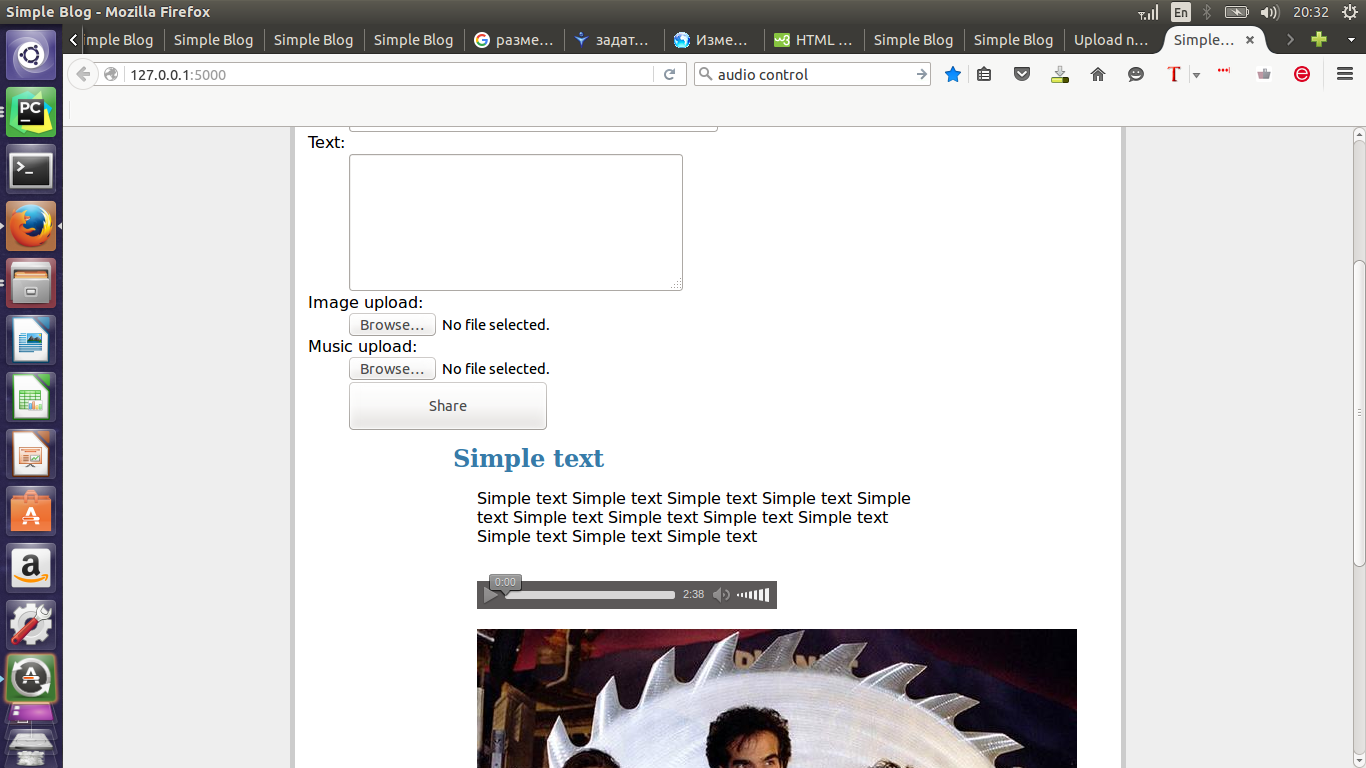 Simple Blog - Mozilla Firefox
En
20:32
imple Blog
Simple Blog
Simple Blog
Simple Blog
разме...
задат...
Изме...
HTML ...
Simple Blog
Simple Blog
Upload n...
Simple...
127.0.0.1:5000
audio control
Text:
Image upload:
Browse... No file selected.
Music upload:
Browse... No file selected.
Share
Simple text
Simple text Simple text Simple text Simple text Simple
text Simple text Simple text Simple text Simple text
Simple text Simple text Simple text
0:00
2:38